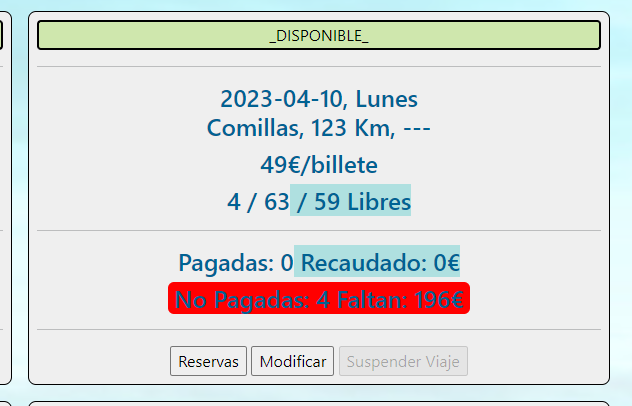 _DISPONIBLE_
2023-04-10, Lunes
Comillas, 123 Km, ---
49€/billete
4 / 63 / 59 Libres
Pagadas: 0 Recaudado: 0€
No Pagadas: 4 Faltan: 196€
Reservas Modificar Suspender Viaje